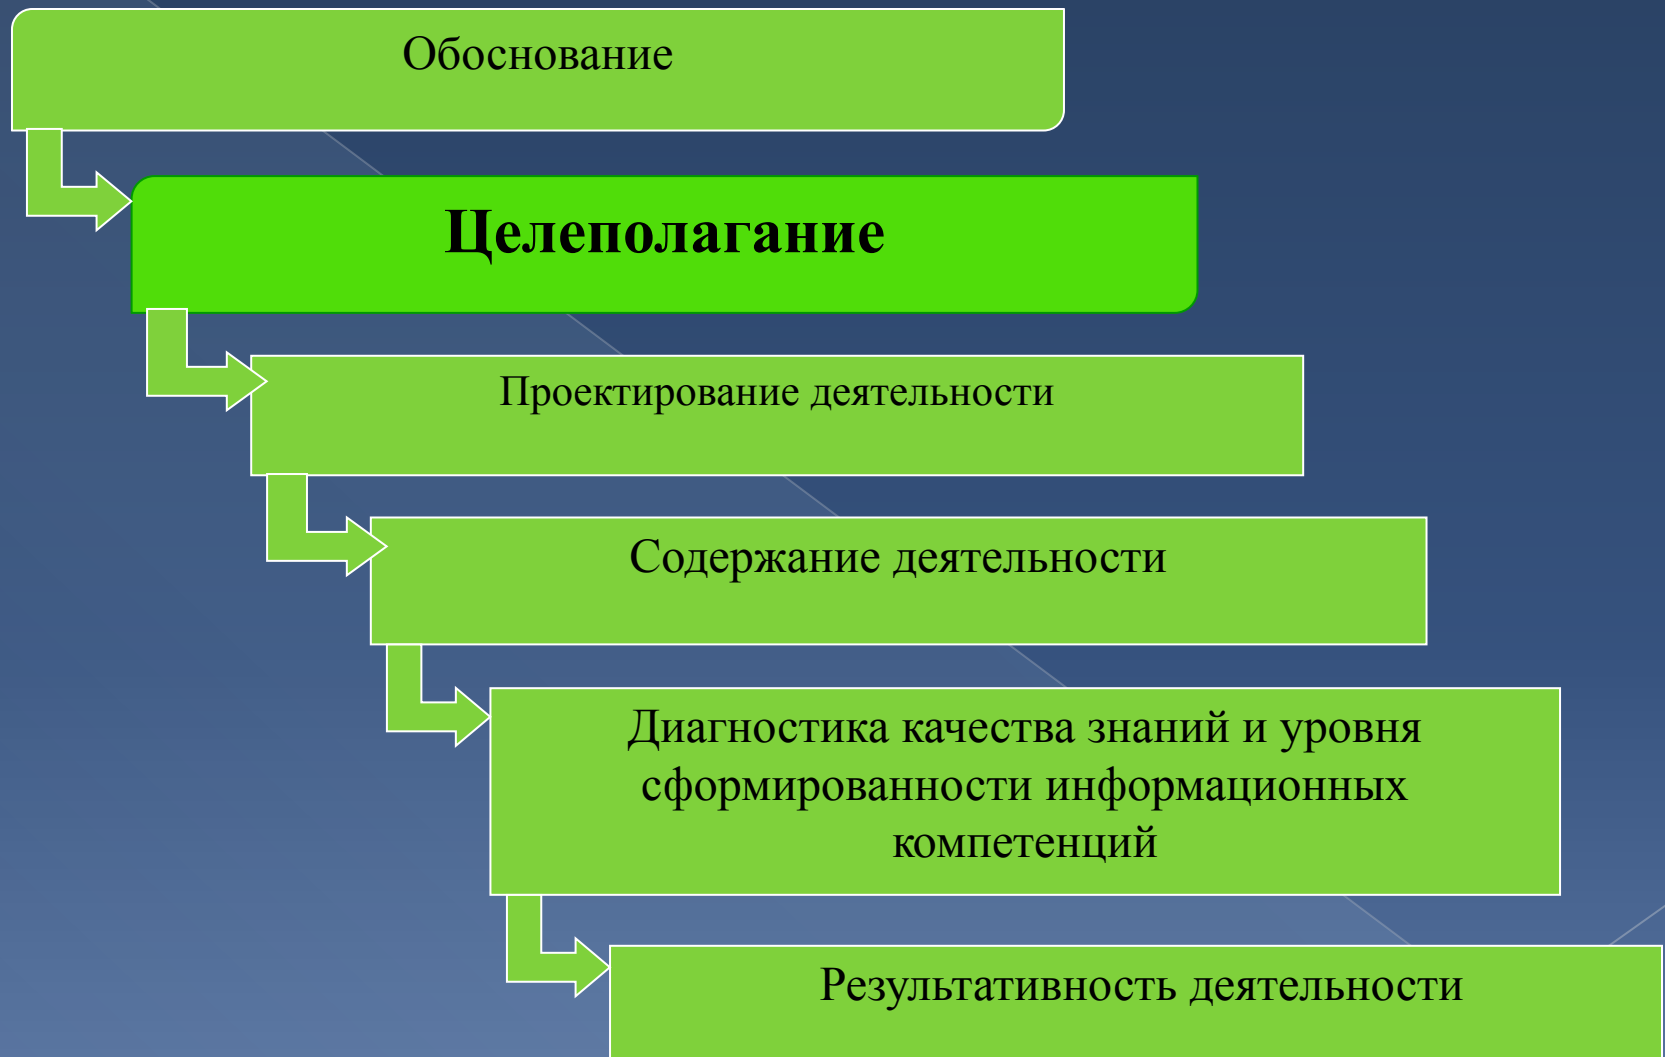 Обоснование
Целеполагание
Проектирование деятельности
Содержание деятельности
Диагностика качества знаний и уровня
сформированности информационных
компетенций
Результативность деятельности